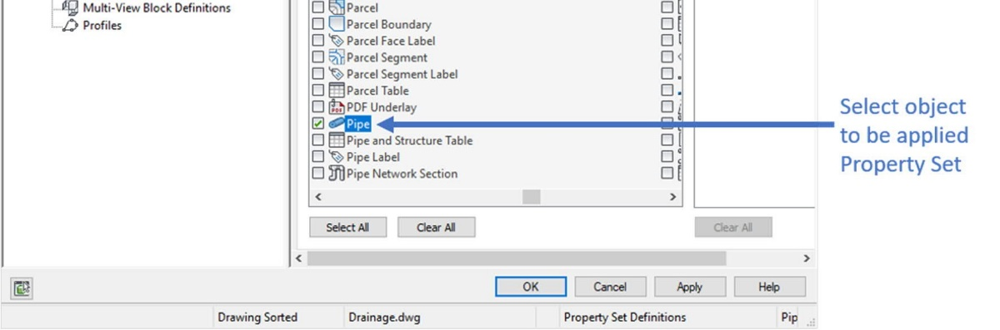 Multi-View Block Definitions
Profiles
Parcel
Parcel Boundary
Parcel Face Label
Parcel Segment
Parcel Segment Label
Parcel Table
PDF Underlay
Pipe
Pipe and Structure Table
Pipe Label
Pipe Network Section
Select object
to be applied
Property Set
Select All Clear All Clear All
OK Cancel Apply Help
Drawing Sorted Drainage.dwg Property Set Definitions Pip